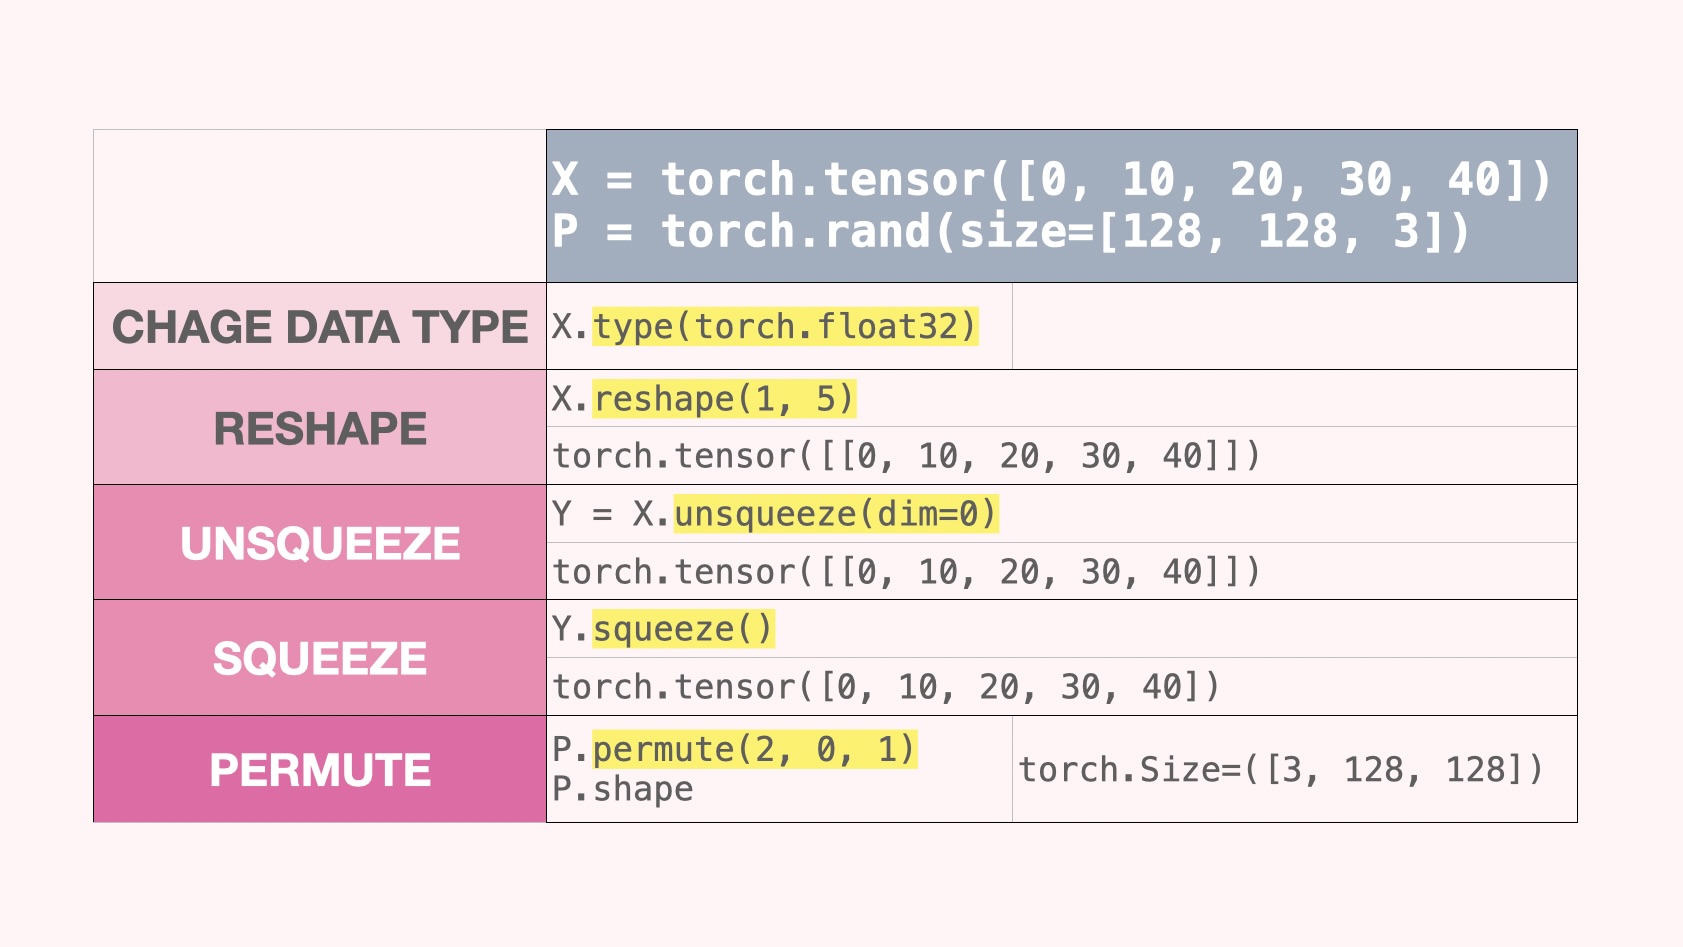 X = torch.tensor([0, 10, 20, 30, 40])
P = torch.rand(size=[128, 128, 3])
CHAGE DATA TYPE
X.type(torch.float32)
RESHAPE
X.reshape(1, 5)
torch.tensor([[0, 10, 20, 30, 40]])
UNSQUEEZE
Y = X.unsqueeze(dim=0)
torch.tensor([[0, 10, 20, 30, 40]])
SQUEEZE
Y.squeeze()
torch.tensor([0, 10, 20, 30, 40])
PERMUTE
P.permute(2, 0, 1)
P.shape
torch.Size=([3, 128, 128])